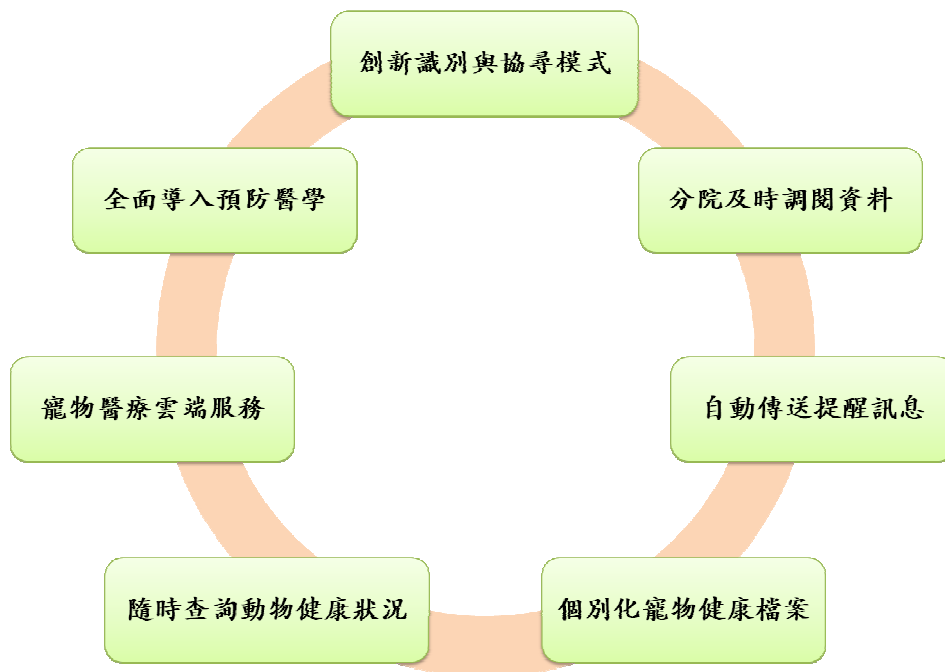 創新識別與協尋模式
全面導入預防醫學
分院及時調閱資料
寵物醫療雲端服務
自動傳送提醒訊息
隨時查詢動物健康狀況
個別化寵物健康檔案